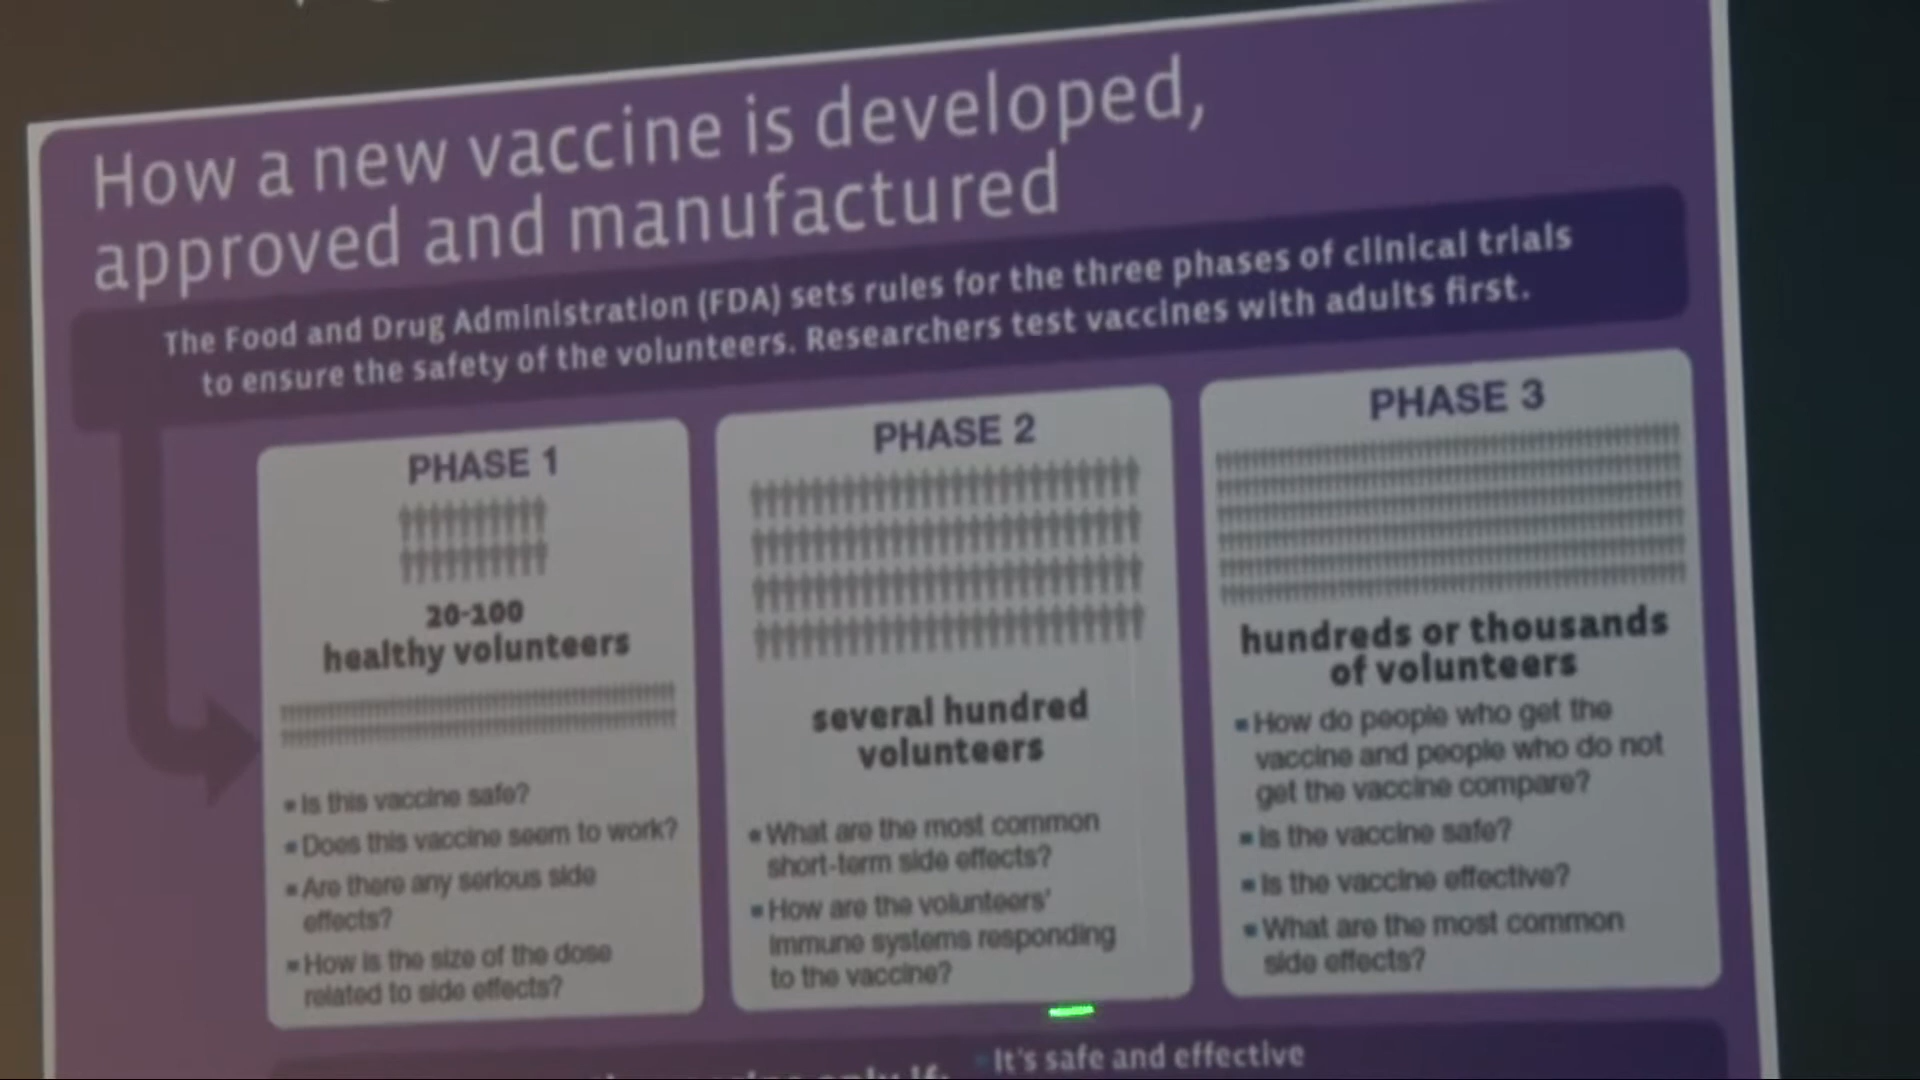 How a new vaccine is developed,
approved and manufactured
The Food and Drug Administration (FDA) sets rules for the three phases of clinical trials
to ensure the safety of the volunteers. Researchers test vaccines with adults first.
PHASE 1
20-100
healthy volunteers
▪ Is this vaccine safe?
▪ Does this vaccine seem to work?
▪ Are there any serious side
effects?
▪ How is the size of the dose
related to side effects?
PHASE 2
several hundred
volunteers
▪ What are the most common
short-term side effects?
▪ How are the volunteers'
immune systems responding
to the vaccine?
PHASE 3
hundreds or thousands
of volunteers
▪ How do people who get the
vaccine and people who do not
get the vaccine compare?
▪ Is the vaccine safe?
▪ Is the vaccine effective?
▪ What are the most common
side effects?
only if:
▪ It's safe and effective